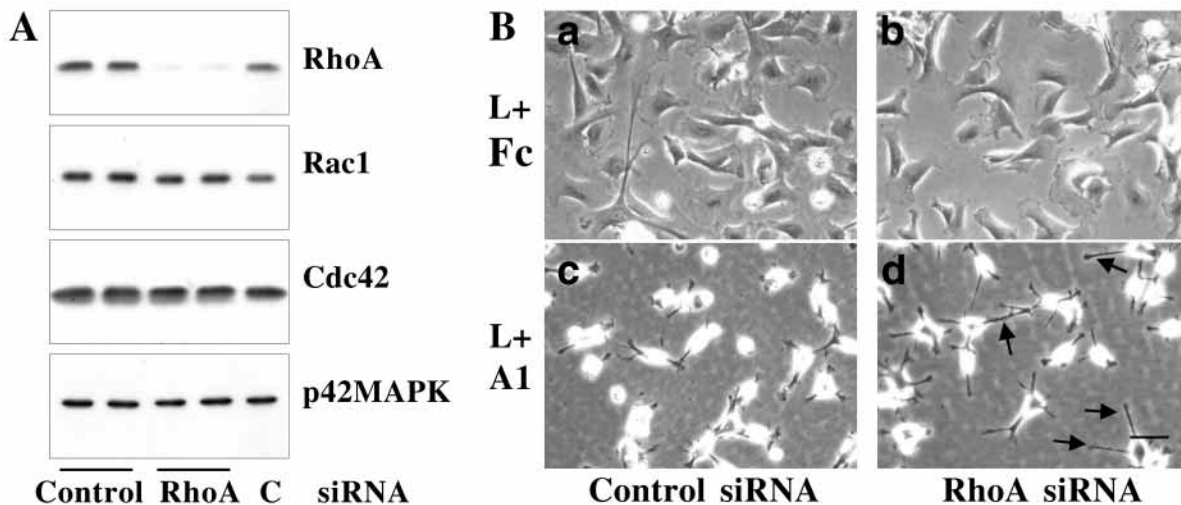 A
RhoA
Rac1
Cdc42
p42MAPK
Control RhoA C siRNA
B
a
b
L+
Fc
c
d
L+
A1
Control siRNA
RhoA siRNA